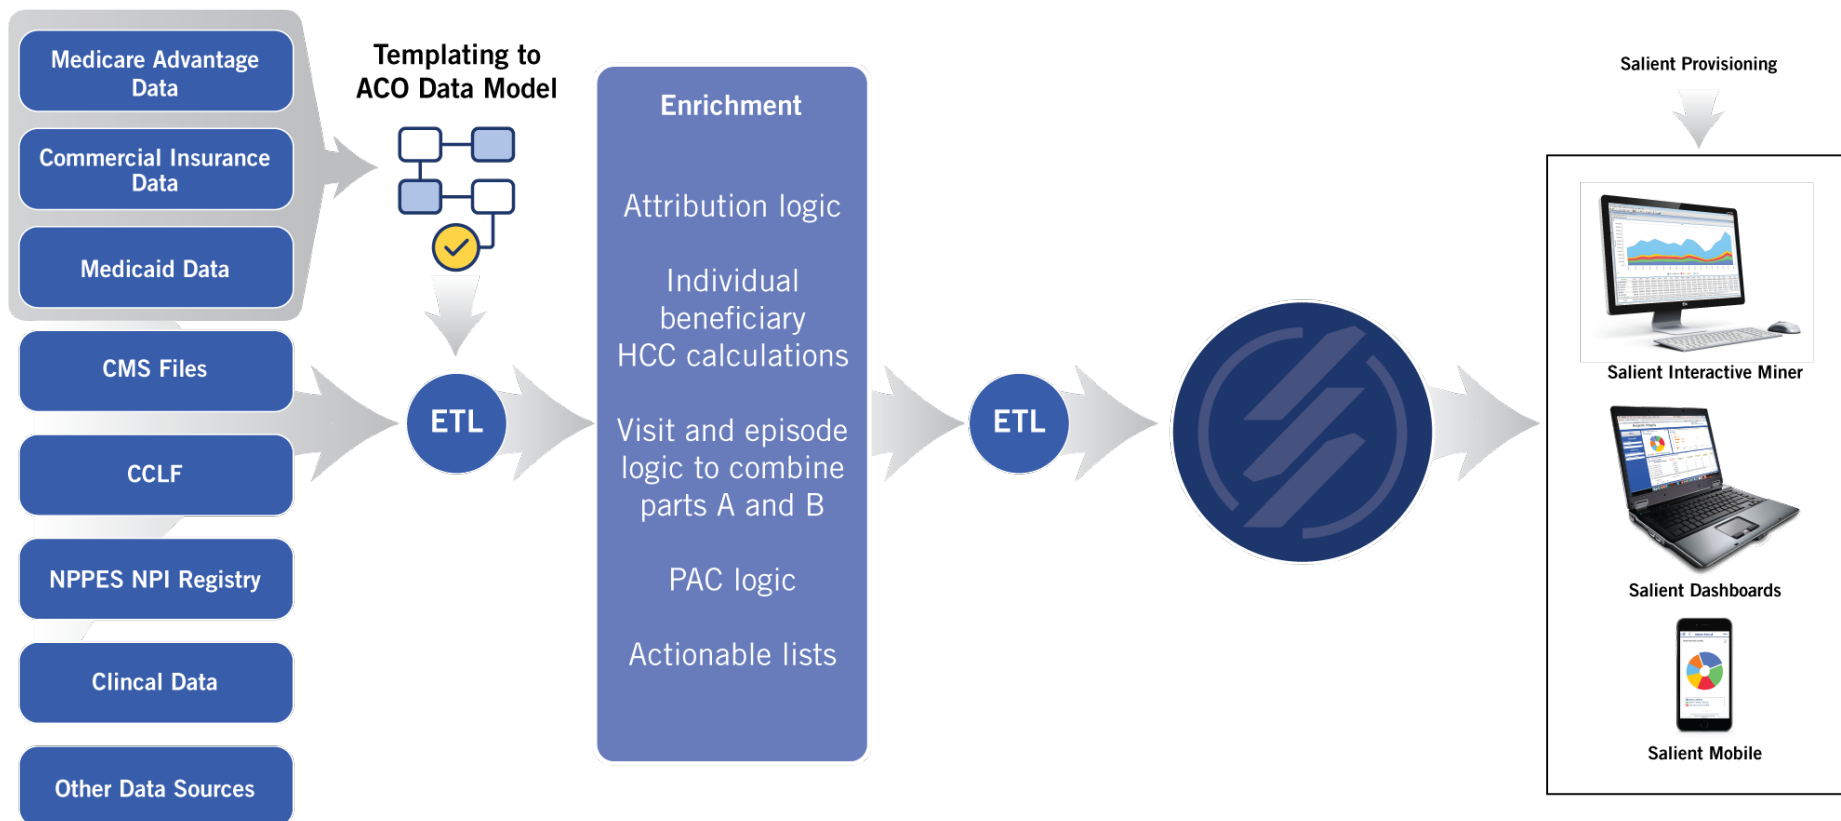 Medicare Advantage
Data
Commercial Insurance
Data
Medicaid Data
CMS Files
CCLF
NPPES NPI Registry
Clincal Data
Other Data Sources
Templating to
ACO Data Model
ETL
Enrichment
Attribution logic
Individual
beneficiary
HCC calculations
Visit and episode
logic to combine
parts A and B
PAC logic
Actionable lists
ETL
Salient Provisioning
Salient Interactive Miner
Salient Dashboards
Salient Mobile